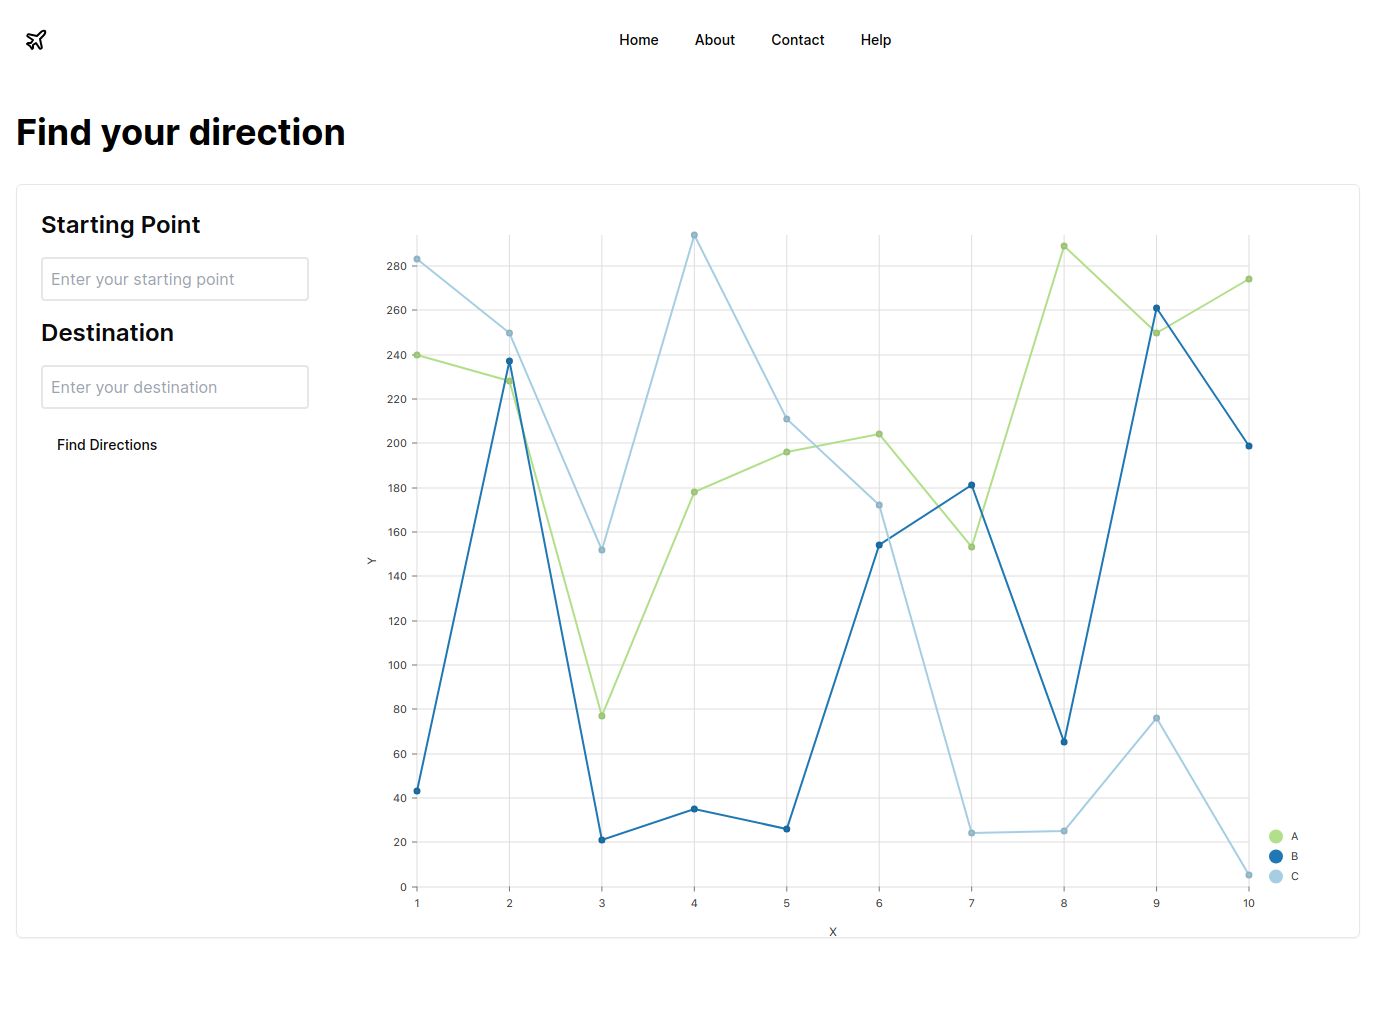 Home About Contact Help
Find your direction
Starting Point
Enter your starting point
Destination
Enter your destination
Find Directions
280
260
240
220
200
180
160
140
120
100
80
60
40
20
0
Y
1 2 3 4 5 6 7 8 9 10
X
A
B
C